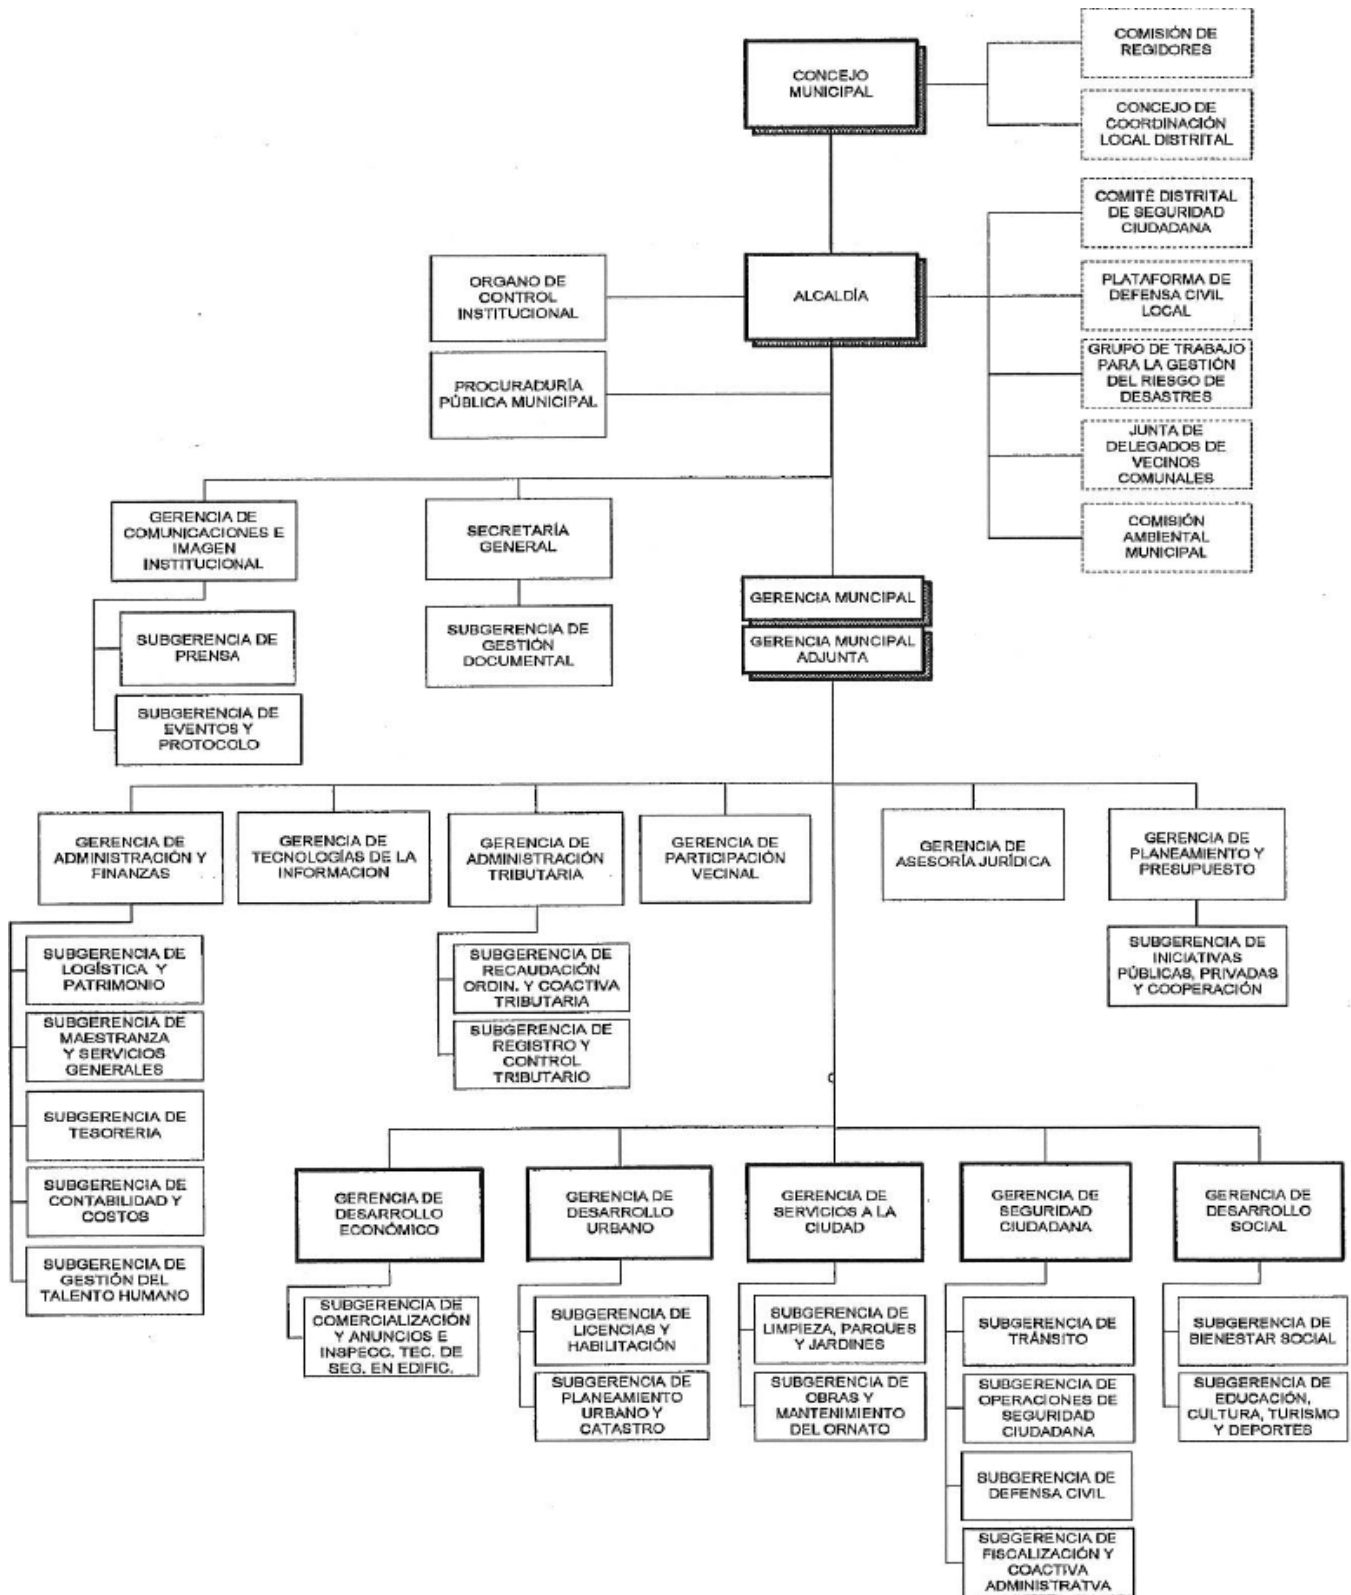 CONCEJO
MUNICIPAL
COMISIÓN DE
REGIDORES
CONCEJO DE
COORDINACIÓN
LOCAL DISTRITAL
COMITÉ DISTRITAL
DE SEGURIDAD
CIUDADANA
ORGANO DE
CONTROL
INSTITUCIONAL
ALCALDÍA
PLATAFORMA DE
DEFENSA CIVIL
LOCAL
PROCURADURÍA
PÚBLICA MUNICIPAL
GRUPO DE TRABAJO
PARA LA GESTIÓN
DEL RIESGO DE
DESASTRES
JUNTA DE
DELEGADOS DE
VECINOS
COMUNALES
COMISIÓN
AMBIENTAL
MUNICIPAL
GERENCIA DE
COMUNICACIONES E
IMAGEN
INSTITUCIONAL
SECRETARÍA
GENERAL
GERENCIA MUNCIPAL
GERENCIA MUNCIPAL
ADJUNTA
SUBGERENCIA DE
PRENSA
SUBGERENCIA DE
GESTIÓN
DOCUMENTAL
SUBGERENCIA DE
EVENTOS Y
PROTOCOLO
GERENCIA DE
ADMINISTRACIÓN Y
FINANZAS
GERENCIA DE
TECNOLOGÍAS DE LA
INFORMACION
GERENCIA DE
ADMINISTRACIÓN
TRIBUTARIA
GERENCIA DE
PARTICIPACIÓN
VECINAL
GERENCIA DE
ASESORÍA JURÍDICA
GERENCIA DE
PLANEAMIENTO Y
PRESUPUESTO
SUBGERENCIA DE
LOGÍSTICA Y
PATRIMONIO
SUBGERENCIA DE
MAESTRANZA
Y SERVICIOS
GENERALES
SUBGERENCIA DE
TESORERIA
SUBGERENCIA DE
CONTABILIDAD Y
COSTOS
SUBGERENCIA DE
GESTIÓN DEL
TALENTO HUMANO
SUBGERENCIA DE
RECAUDACIÓN
ORDIN. Y COACTIVA
TRIBUTARIA
SUBGERENCIA DE
REGISTRO Y
CONTROL
TRIBUTARIO
SUBGERENCIA DE
INICIATIVAS
PÚBLICAS, PRIVADAS
Y COOPERACIÓN
GERENCIA DE
DESARROLLO
ECONÓMICO
GERENCIA DE
DESARROLLO
URBANO
GERENCIA DE
SERVICIOS A LA
CIUDAD
GERENCIA DE
SEGURIDAD
CIUDADANA
GERENCIA DE
DESARROLLO
SOCIAL
SUBGERENCIA DE
COMERCIALIZACIÓN
Y ANUNCIOS E
INSPECC. TEC. DE
SEG. EN EDIFIC.
SUBGERENCIA DE
LICENCIAS Y
HABILITACIÓN
SUBGERENCIA DE
PLANEAMIENTO
URBANO Y
CATASTRO
SUBGERENCIA DE
LIMPIEZA, PARQUES
Y JARDINES
SUBGERENCIA DE
OBRAS Y
MANTENIMIENTO
DEL ORNATO
SUBGERENCIA DE
TRÁNSITO
SUBGERENCIA DE
OPERACIONES DE
SEGURIDAD
CIUDADANA
SUBGERENCIA DE
DEFENSA CIVIL
SUBGERENCIA DE
FISCALIZACIÓN Y
COACTIVA
ADMINISTRATVA
SUBGERENCIA DE
BIENESTAR SOCIAL
SUBGERENCIA DE
EDUCACIÓN,
CULTURA, TURISMO
Y DEPORTES